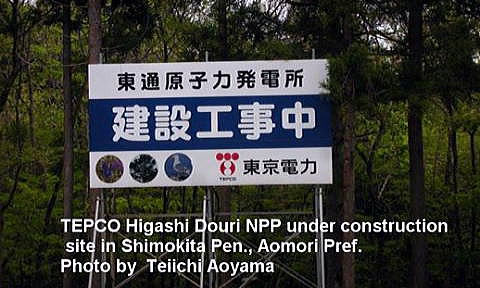 東通原子力発電所
建設工事中
TEPCO
東京電力
TEPCO Higashi Douri NPP under construction
site in Shimokita Pen., Aomori Pref.
Photo by Teiichi Aoyama